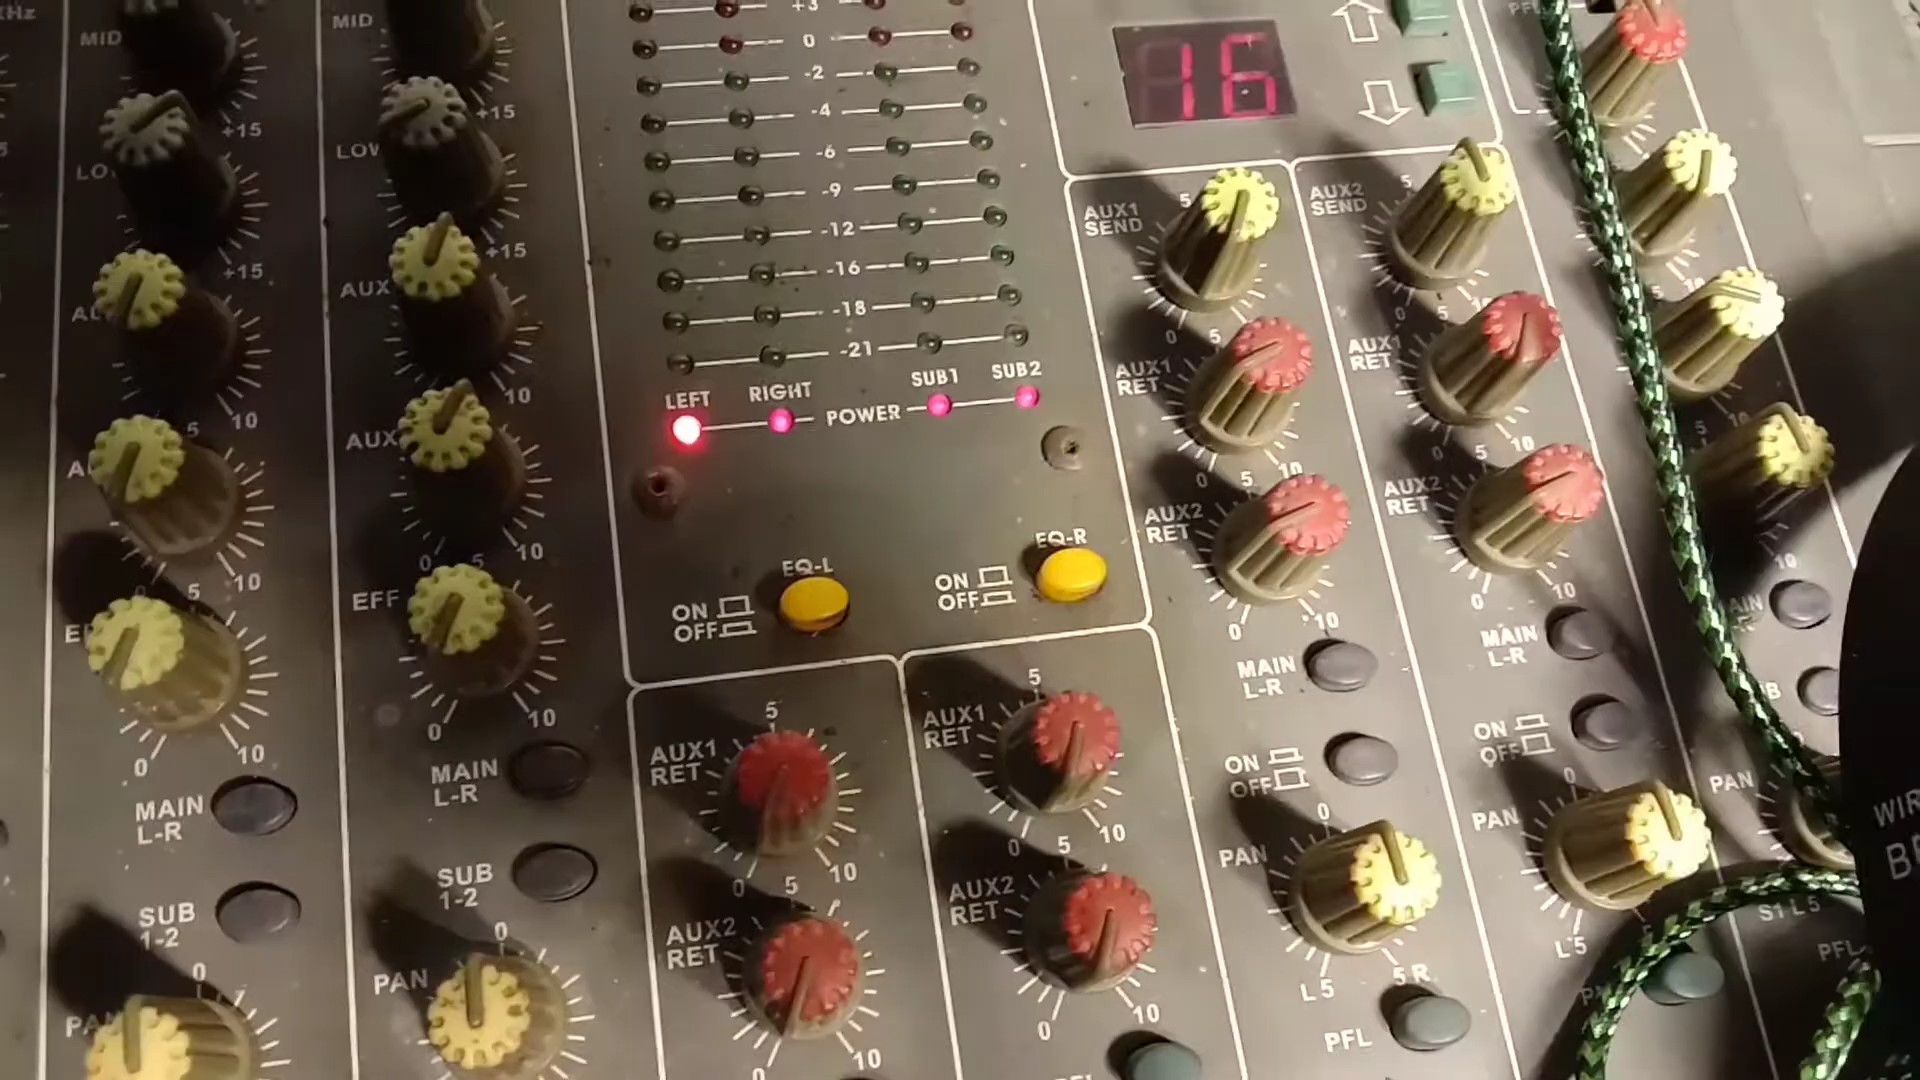 KHz
MID
MID
+3
0
-2
-4
-6
-9
-12
-16
-18
-21
LEFT
RIGHT
POWER
SUB1
SUB2
16
+15
+15
LOW
+15
+15
AUX
10
10
AUX
5
5
10
10
0
0
EFF
5
10
10
0
0
MAIN
L-R
MAIN
L-R
SUB
1-2
SUB
1-2
0
0
PAN
EQ-L
ON
OFF
EQ-R
ON
OFF
AUX1
RET
5
0
10
AUX2
RET
5
0
10
AUX1
RET
5
0
10
AUX2
RET
5
0
10
AUX1
SEND
5
0
AUX1
RET
5
0
10
AUX2
RET
5
0
10
MAIN
L-R
ON
OFF
PAN
0
L5
5R
PFL
AUX2
SEND
5
0
10
AUX1
RET
5
0
10
AUX2
RET
5
0
10
MAIN
L-R
ON
OFF
PAN
0
L5
10
5
10
10
PAN
PFL